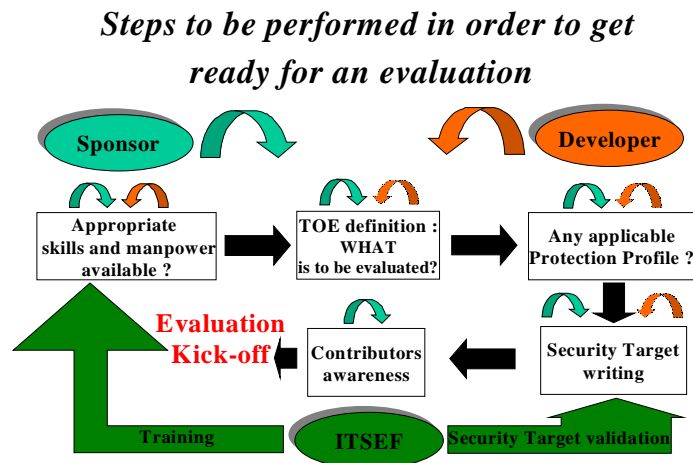 Steps to be performed in order to get
ready for an evaluation
Sponsor
Developer
Appropriate
skills and manpower
available ?
TOE definition :
WHAT
is to be evaluated?
Any applicable
Protection Profile ?
Evaluation
Kick-off
Contributors
awareness
Security Target
writing
Training
ITSEF
Security Target validation